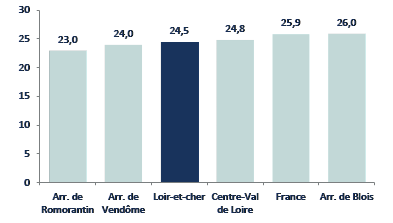 30
25
20
15
10
5
0
23,0
24,0
24,5
24,8
25,9
26,0
Arr. de
Romorantin
Arr. de
Vendôme
Loir-et-cher
Centre-Val
de Loire
France
Arr. de Blois